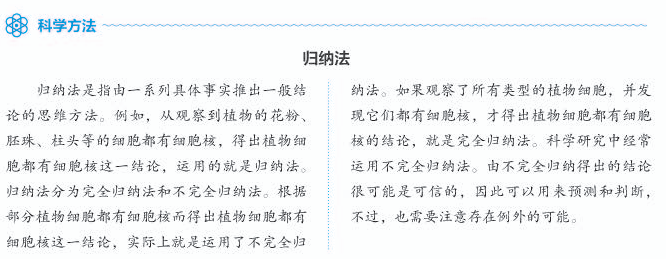 科学方法
归纳法
归纳法是指由一系列具体事实推出一般结
论的思维方法。例如，从观察到植物的花粉、
胚珠、柱头等的细胞都有细胞核，得出植物细
胞都有细胞核这一结论，运用的就是归纳法。
归纳法分为完全归纳法和不完全归纳法。根据
部分植物细胞都有细胞核而得出植物细胞都有
细胞核这一结论，实际上就是运用了不完全归
纳法。如果观察了所有类型的植物细胞，并发
现它们都有细胞核，才得出植物细胞都有细胞
核的结论，就是完全归纳法。科学研究中经常
运用不完全归纳法。由不完全归纳得出的结论
很可能是可信的，因此可以用来预测和判断，
不过，也需要注意存在例外的可能。